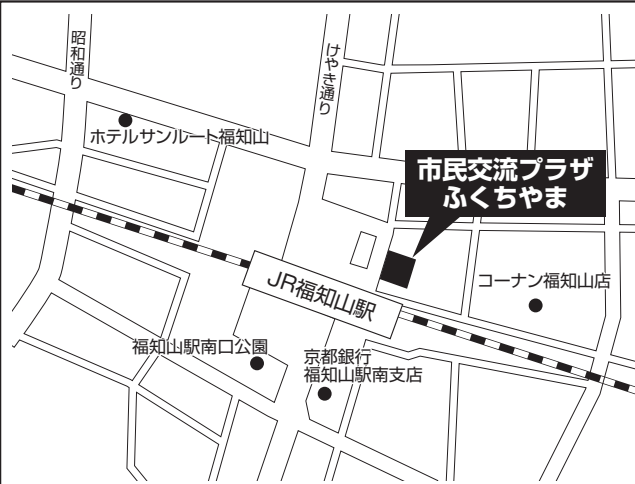 昭和通り
けやき通り
ホテルサンルート福知山
市民交流プラザ
ふくちやま
コーナン福知山店
JR福知山駅
福知山駅南口公園
京都銀行
福知山駅南支店